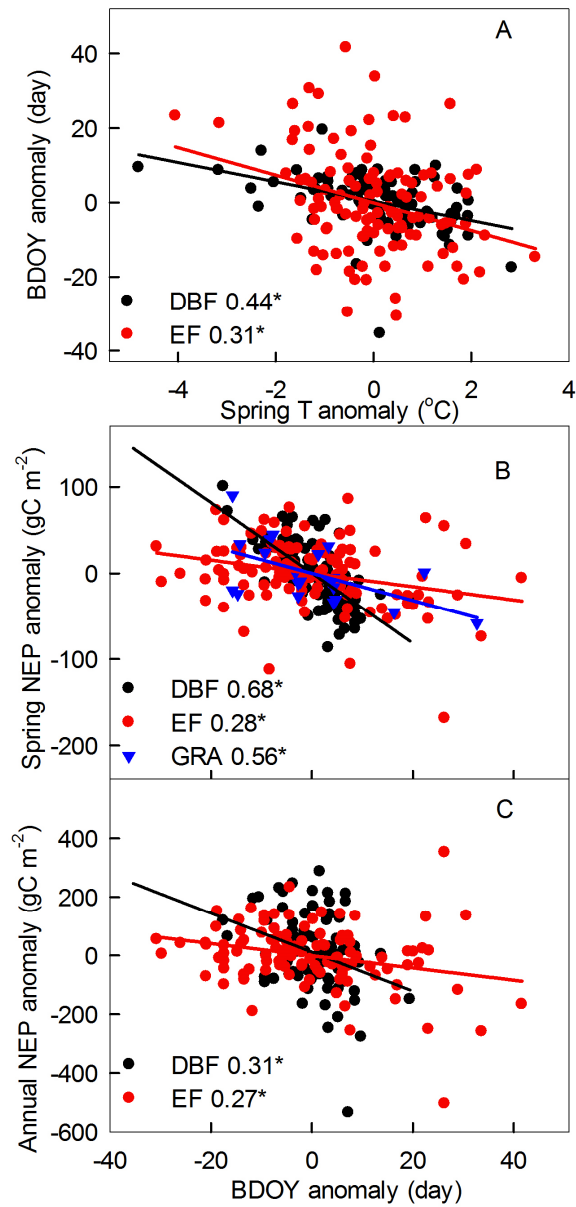 A
BDOY anomaly (day)
40
20
0
-20
-40
DBF 0.44*
EF 0.31*
-4 -2 0 2 4
Spring T anomaly (°C)
B
Spring NEP anomaly (gC m⁻²)
100
0
-100
-200
DBF 0.68*
EF 0.28*
GRA 0.56*
C
Annual NEP anomaly (gC m⁻²)
400
200
0
-200
-400
-600
DBF 0.31*
EF 0.27*
-40 -20 0 20 40
BDOY anomaly (day)